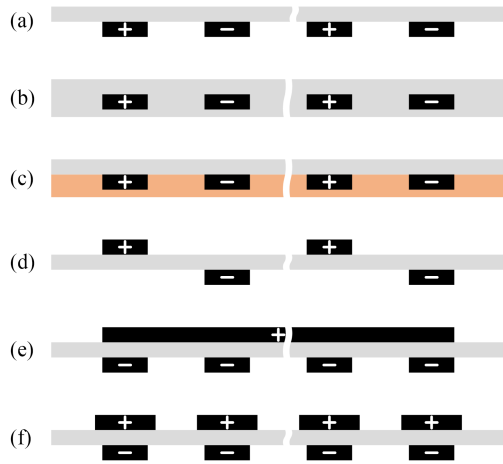 (a) + − + −
(b) + − + −
(c) + − + −
(d) + +
− −
(e) +
− − − −
(f) + + + +
− − − −